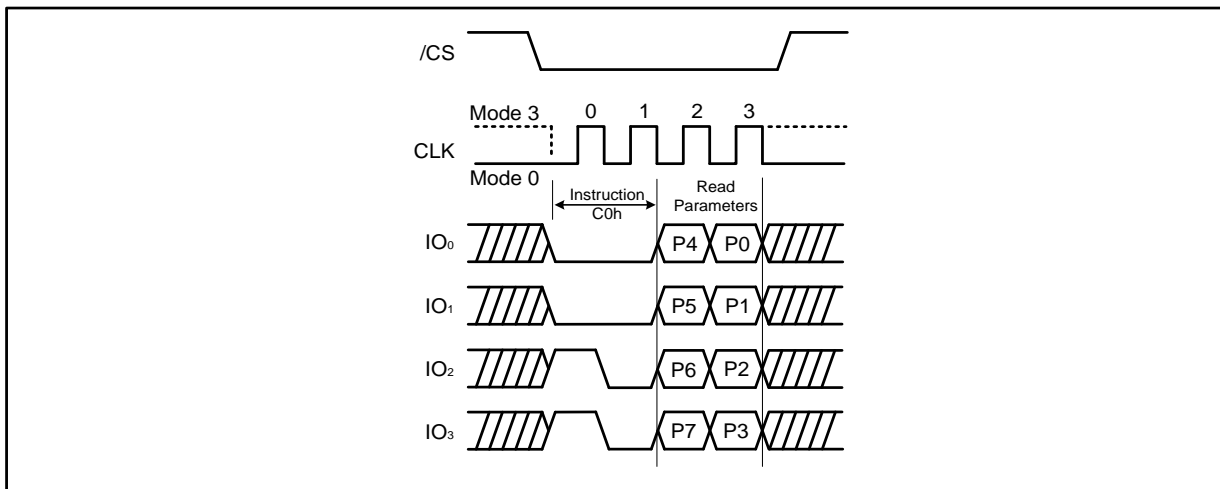 /CS
Mode 3 0 1 2 3
CLK
Mode 0
Instruction
C0h
Read
Parameters
IO₀ P4 P0
IO₁ P5 P1
IO₂ P6 P2
IO₃ P7 P3